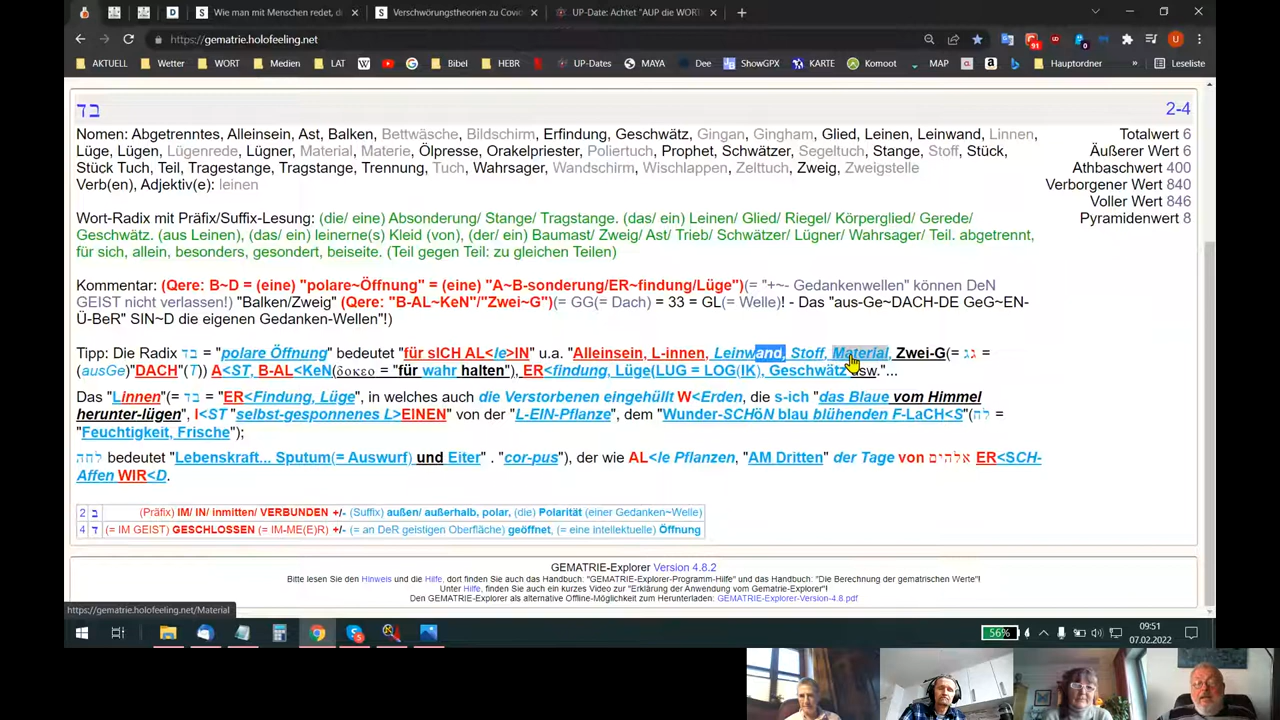 Wie man mit Menschen redet, d
Verschwörungstheorien zu Covi
UP-Date: Achtet "AUP die WORT
https://gematrie.holofeeling.net
AKTUELL Wetter WORT Medien LAT Bibel HEBR UP-Dates MAYA Dee ShowGPX KARTE Komoot MAP Hauptordner » Leseliste
בד 2-4
Nomen: Abgetrenntes, Alleinsein, Ast, Balken, Bettwäsche, Bildschirm, Erfindung, Geschwätz, Gingan, Gingham, Glied, Leinen, Leinwand, Linnen, Totalwert 6
Lüge, Lügen, Lügenrede, Lügner, Material, Materie, Ölpresse, Orakelpriester, Poliertuch, Prophet, Schwätzer, Segeltuch, Stange, Stoff, Stück, Äußerer Wert 6
Stück Tuch, Teil, Tragestange, Tragstange, Trennung, Tuch, Wahrsager, Wandschirm, Wischlappen, Zelttuch, Zweig, Zweigstelle Athbaschwert 400
Verb(en), Adjektiv(e): leinen Verborgener Wert 840
Voller Wert 846
Wort-Radix mit Präfix/Suffix-Lesung: (die/ eine) Absonderung/ Stange/ Tragstange. (das/ ein) Leinen/ Glied/ Riegel/ Körperglied/ Gerede/ Pyramidenwert 8
Geschwätz. (aus Leinen), (das/ ein) leinerne(s) Kleid (von), (der/ ein) Baumast/ Zweig/ Ast/ Trieb/ Schwätzer/ Lügner/ Wahrsager/ Teil. abgetrennt,
für sich, allein, besonders, gesondert, beiseite. (Teil gegen Teil: zu gleichen Teilen)
Kommentar: (Qere: B~D = (eine) "polare~Öffnung" = (eine) "A~B-sonderung/ER~findung/Lüge")(= "+~- Gedankenwellen" können DeN
GEIST nicht verlassen!) "Balken/Zweig" (Qere: "B-AL~KeN"/"Zwei~G")(= GG(= Dach) = 33 = GL(= Welle)! - Das "aus-Ge~DACH-DE GeG~EN-
Ü-BeR" SIN~D die eigenen Gedanken-Wellen"!)
Tipp: Die Radix בד = "polare Öffnung" bedeutet "für sICH AL<le>IN" u.a. "Alleinsein, L-innen, Leinwand, Stoff, Material, Zwei-G(= גג =
(ausGe)"DACH"(T)) A<ST, B-AL<KeN(δοκεο = "für wahr halten"), ER<findung, Lüge(LUG = LOG(IK), Geschwätz usw."...
Das "Linnen"(= בד = "ER<Findung, Lüge", in welches auch die Verstorbenen eingehüllt W<Erden, die s-ich "das Blaue vom Himmel
herunter-lügen", I<ST "selbst-gesponnenes L>EINEN" von der "L-EIN-Pflanze", dem "Wunder-SCHöN blau blühenden F-LaCH<S"(לח =
"Feuchtigkeit, Frische");
לחה bedeutet "Lebenskraft... Sputum(= Auswurf) und Eiter" . "cor-pus"), der wie AL<le Pflanzen, "AM Dritten" der Tage von אלהים ER<SCH-
Affen WIR<D.
2 ב (Präfix) IM/ IN/ inmitten/ VERBUNDEN +/- (Suffix) außen/ außerhalb, polar, (die) Polarität (einer Gedanken~Welle)
4 ד (= IM GEIST) GESCHLOSSEN (= IM-ME(E)R) +/- (= an DeR geistigen Oberfläche) geöffnet, (= eine intellektuelle) Öffnung
GEMATRIE-Explorer Version 4.8.2
Bitte lesen Sie den Hinweis und die Hilfe, dort finden Sie auch das Handbuch: "GEMATRIE-Explorer-Programm-Hilfe" und das Handbuch: "Die Berechnung der gematrischen Werte"!
Unter Hilfe, finden Sie auch ein kurzes Video zur "Erklärung der Anwendung vom Gematrie-Explorer"!
Den GEMATRIE-Explorer als alternative Offline-Möglichkeit zum Herunterladen: GEMATRIE-Explorer-Version-4.8.pdf
https://gematrie.holofeeling.net/Material
56%
09:51
07.02.2022